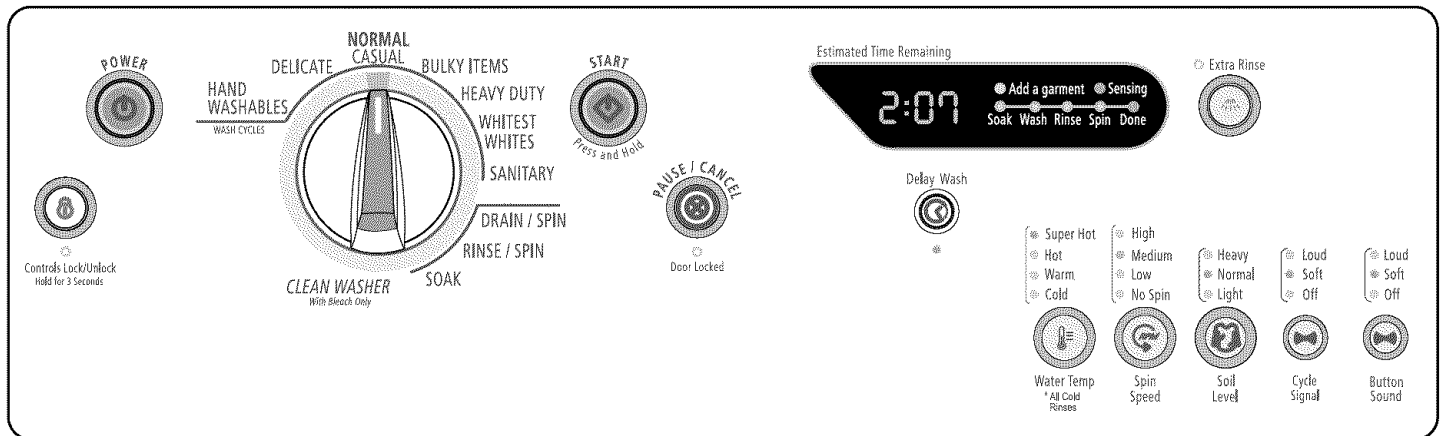 POWER
Controls Lock/Unlock
Hold for 3 Seconds
HAND
WASHABLES
WASH CYCLES
DELICATE
NORMAL
CASUAL
BULKY ITEMS
HEAVY DUTY
WHITEST
WHITES
SANITARY
DRAIN / SPIN
RINSE / SPIN
SOAK
CLEAN WASHER
With Bleach Only
START
Press and Hold
PAUSE / CANCEL
Door Locked
Estimated Time Remaining
2:07
Add a garment Sensing
Soak Wash Rinse Spin Done
Extra Rinse
Delay Wash
Super Hot
Hot
Warm
Cold
Water Temp
* All Cold
Rinses
High
Medium
Low
No Spin
Spin
Speed
Heavy
Normal
Light
Soil
Level
Loud
Soft
Off
Cycle
Signal
Loud
Soft
Off
Button
Sound